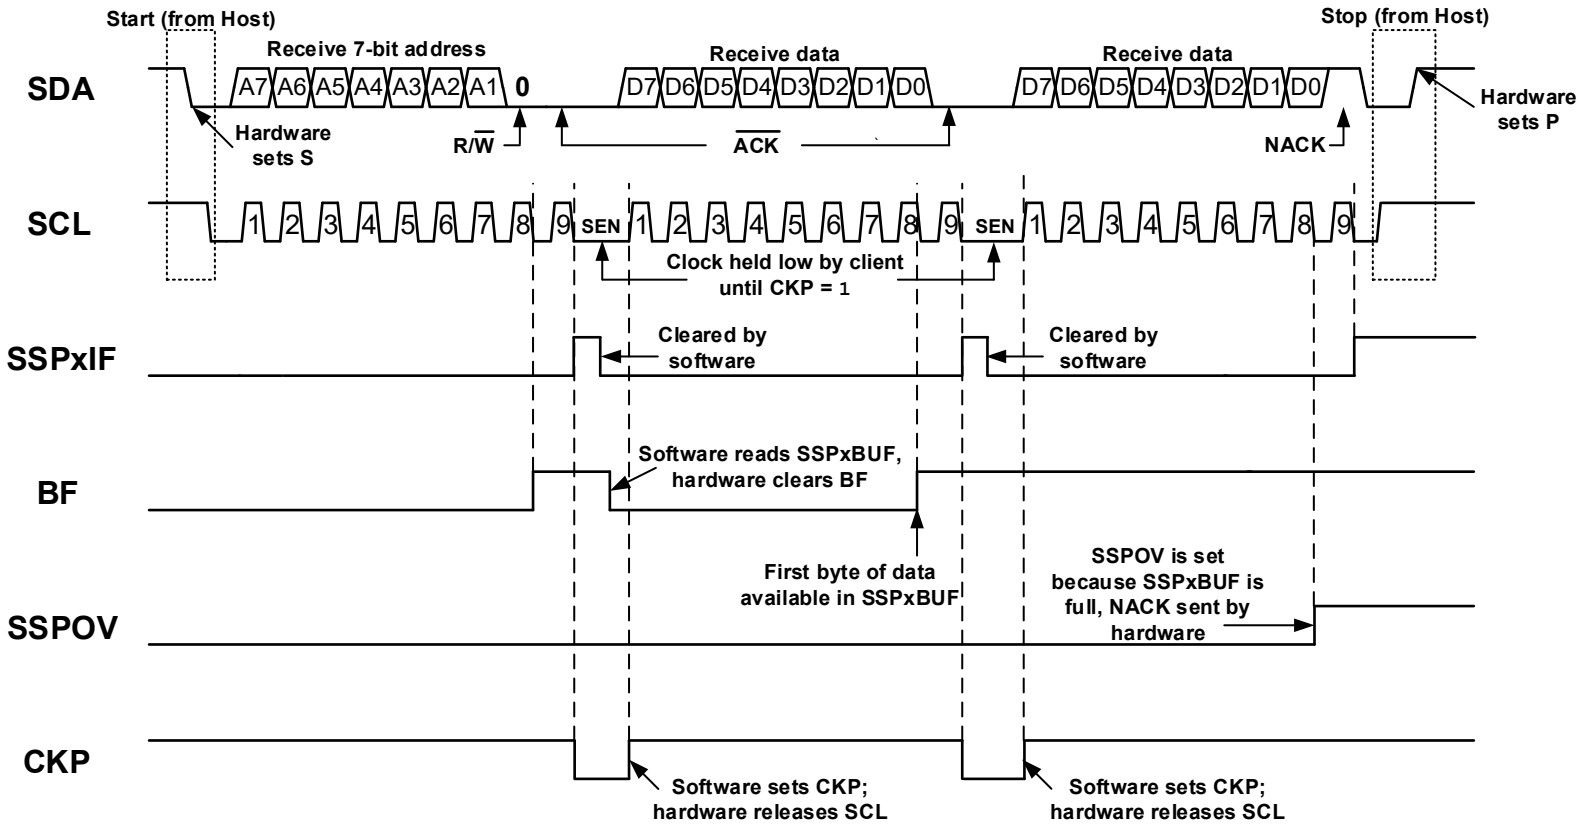 Start (from Host)
Stop (from Host)
Receive 7-bit address
Receive data
Receive data
SDA
A7 A6 A5 A4 A3 A2 A1 0
D7 D6 D5 D4 D3 D2 D1 D0
D7 D6 D5 D4 D3 D2 D1 D0
Hardware
sets S
R/W̅
A̅C̅K̅
NACK
Hardware
sets P
SCL
1 2 3 4 5 6 7 8 9 SEN 1 2 3 4 5 6 7 8 9 SEN 1 2 3 4 5 6 7 8 9
Clock held low by client
until CKP = 1
SSPxIF
Cleared by
software
Cleared by
software
BF
Software reads SSPxBUF,
hardware clears BF
First byte of data
available in SSPxBUF
SSPOV
SSPOV is set
because SSPxBUF is
full, NACK sent by
hardware
CKP
Software sets CKP;
hardware releases SCL
Software sets CKP;
hardware releases SCL